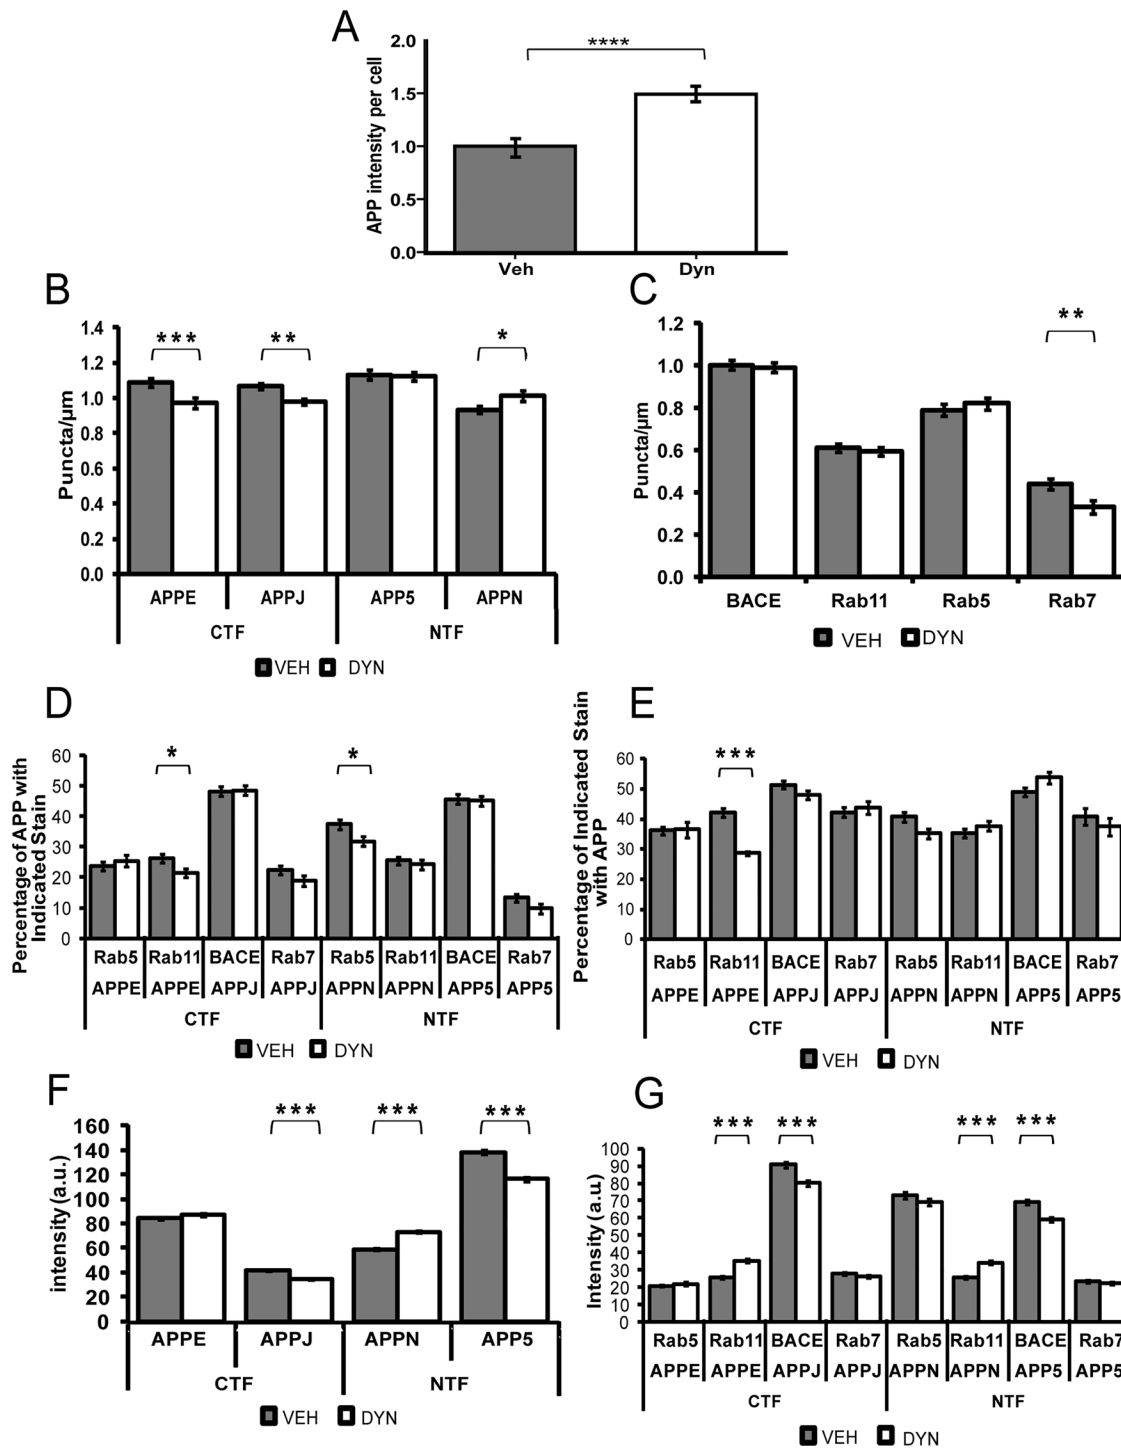 A
APP intensity per cell
2.0
1.5
1.0
0.5
0.0
****
Veh Dyn
B
Puncta/µm
1.4
1.2
1.0
0.8
0.6
0.4
0.2
0.0
*** ** *
APPE APPJ APP5 APPN
CTF NTF
VEH DYN
C
Puncta/µm
1.2
1.0
0.8
0.6
0.4
0.2
0.0
**
BACE Rab11 Rab5 Rab7
VEH DYN
D
Percentage of APP with
Indicated Stain
60
50
40
30
20
10
0
* *
Rab5 Rab11 BACE Rab7 Rab5 Rab11 BACE Rab7
APPE APPE APPJ APPJ APPN APPN APP5 APP5
CTF NTF
VEH DYN
E
Percentage of Indicated Stain
with APP
60
50
40
30
20
10
0
***
Rab5 Rab11 BACE Rab7 Rab5 Rab11 BACE Rab7
APPE APPE APPJ APPJ APPN APPN APP5 APP5
CTF NTF
VEH DYN
F
intensity (a.u.)
160
140
120
100
80
60
40
20
0
*** *** ***
APPE APPJ APPN APP5
CTF NTF
VEH DYN
G
Intensity (a.u.)
100
90
80
70
60
50
40
30
20
10
0
*** *** *** ***
Rab5 Rab11 BACE Rab7 Rab5 Rab11 BACE Rab7
APPE APPE APPJ APPJ APPN APPN APP5 APP5
CTF NTF
VEH DYN